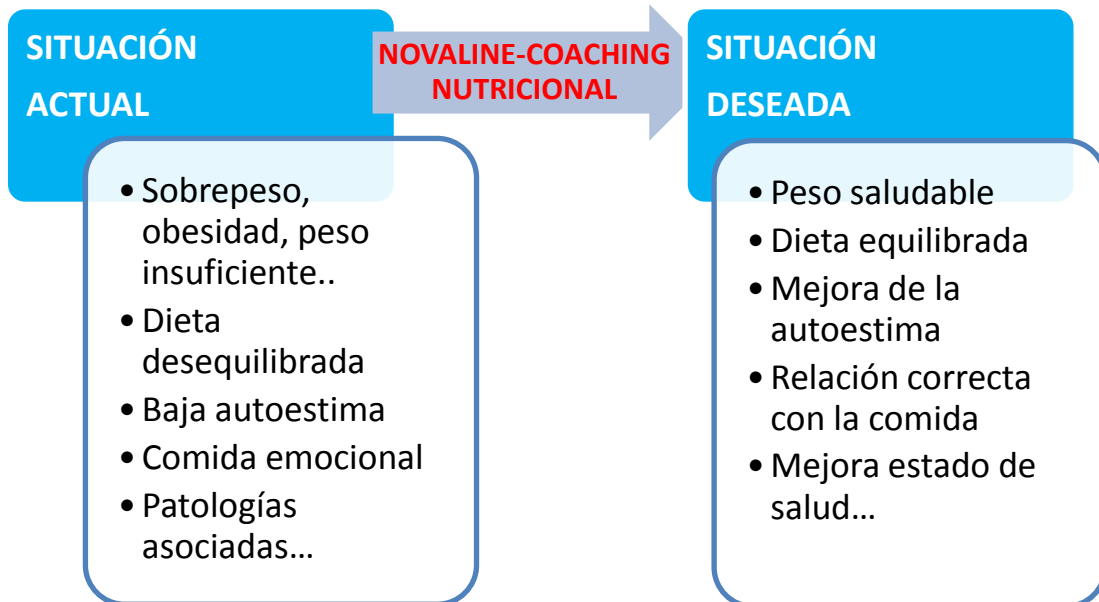 SITUACIÓN
ACTUAL
NOVALINE-COACHING
NUTRICIONAL
SITUACIÓN
DESEADA
• Sobrepeso,
obesidad, peso
insuficiente..
• Dieta
desequilibrada
• Baja autoestima
• Comida emocional
• Patologías
asociadas…
• Peso saludable
• Dieta equilibrada
• Mejora de la
autoestima
• Relación correcta
con la comida
• Mejora estado de
salud…